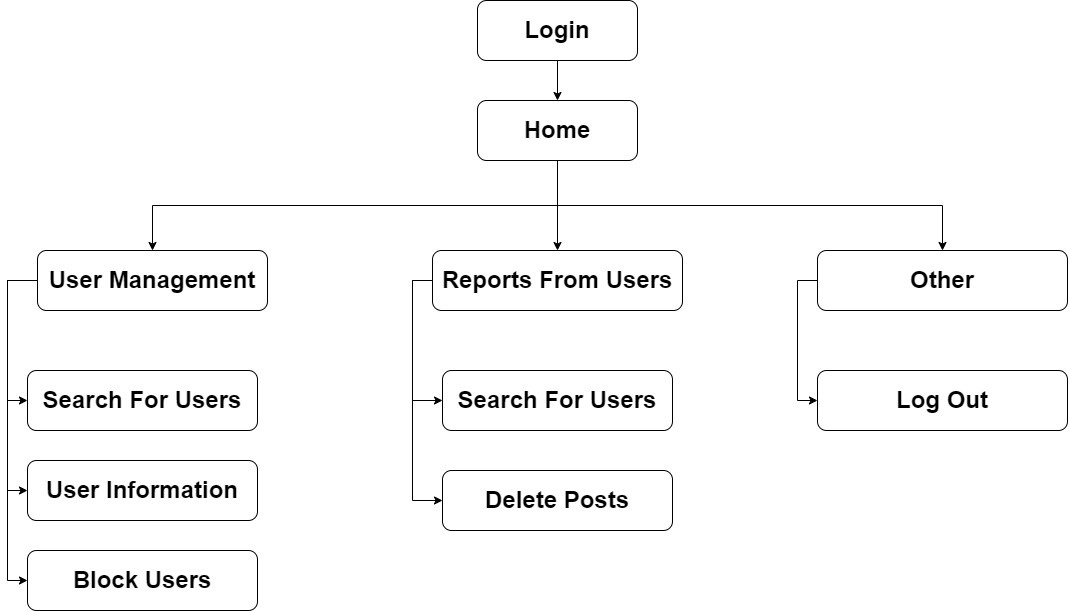 Login
Home
User Management
Reports From Users
Other
Search For Users
Search For Users
Log Out
User Information
Delete Posts
Block Users